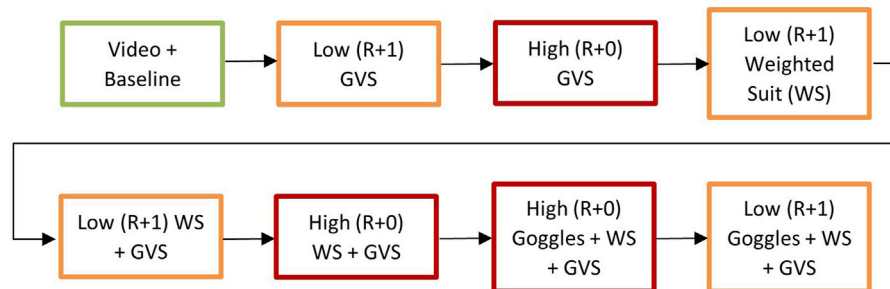 Video +
Baseline
Low (R+1)
GVS
High (R+0)
GVS
Low (R+1)
Weighted
Suit (WS)
Low (R+1) WS
+ GVS
High (R+0)
WS + GVS
High (R+0)
Goggles + WS
+ GVS
Low (R+1)
Goggles + WS
+ GVS